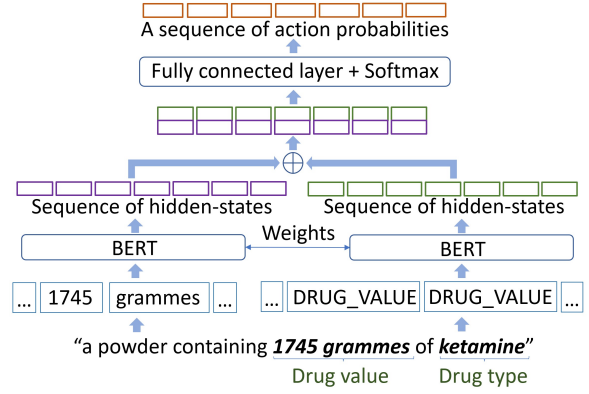 A sequence of action probabilities
Fully connected layer + Softmax
Sequence of hidden-states Sequence of hidden-states
BERT Weights BERT
... 1745 grammes ... ... DRUG_VALUE DRUG_VALUE ...
“a powder containing 1745 grammes of ketamine”
Drug value Drug type